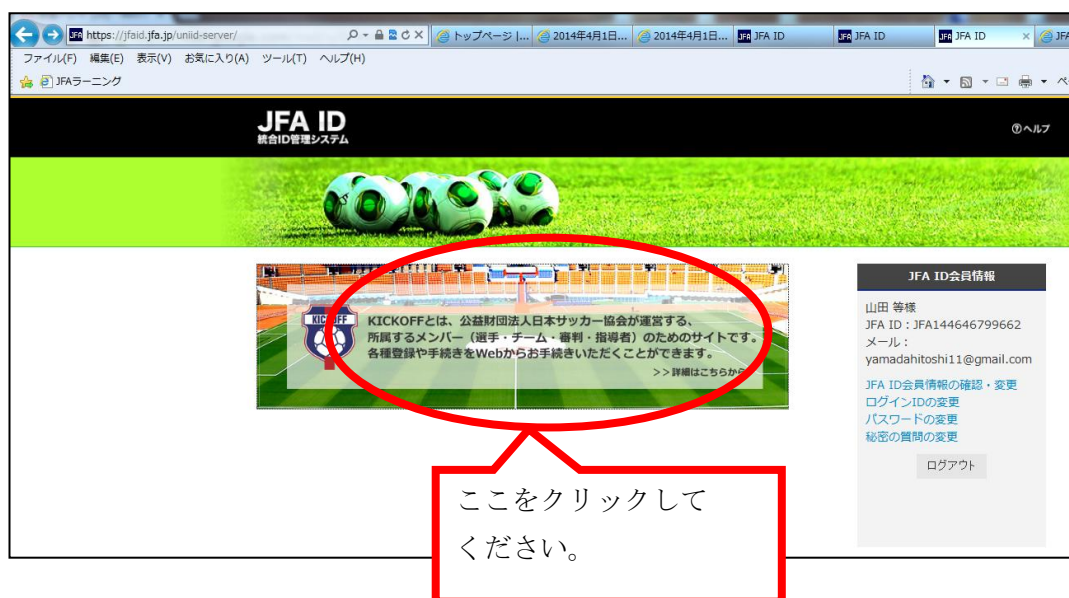 https://jfaid.jfa.jp/uniid-server/
トップページ |...
2014年4月1日...
2014年4月1日...
JFA ID
JFA ID
JFA ID
JFA
ファイル(F) 編集(E) 表示(V) お気に入り(A) ツール(T) ヘルプ(H)
JFAラーニング
JFA ID
統合ID管理システム
ヘルプ
KICKOFF
KICKOFFとは、公益財団法人日本サッカー協会が運営する、
所属するメンバー（選手・チーム・審判・指導者）のためのサイトです。
各種登録や手続きをWebからお手続きいただくことができます。
>>詳細はこちらから
JFA ID会員情報
山田 等様
JFA ID：JFA144646799662
メール：
yamadahitoshi11@gmail.com
JFA ID会員情報の確認・変更
ログインIDの変更
パスワードの変更
秘密の質問の変更
ログアウト
ここをクリックして
ください。